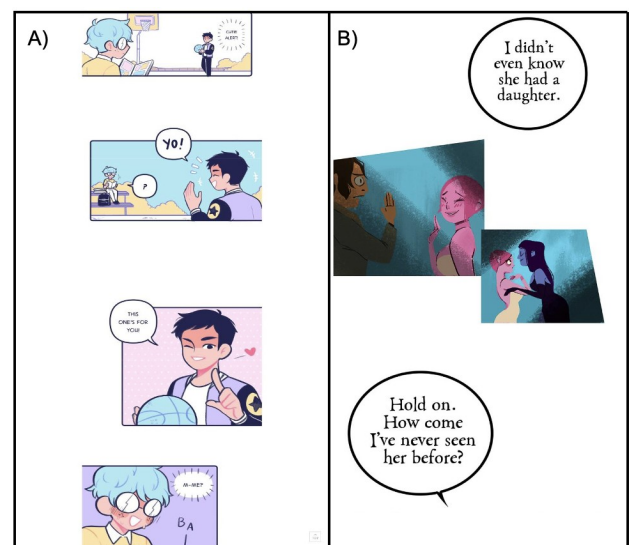 A)
CUTIE
ALERT!
YO!
?
THIS
ONE'S FOR
YOU!
M-ME?
BA
B)
I didn't
even know
she had a
daughter.
Hold on.
How come
I've never seen
her before?